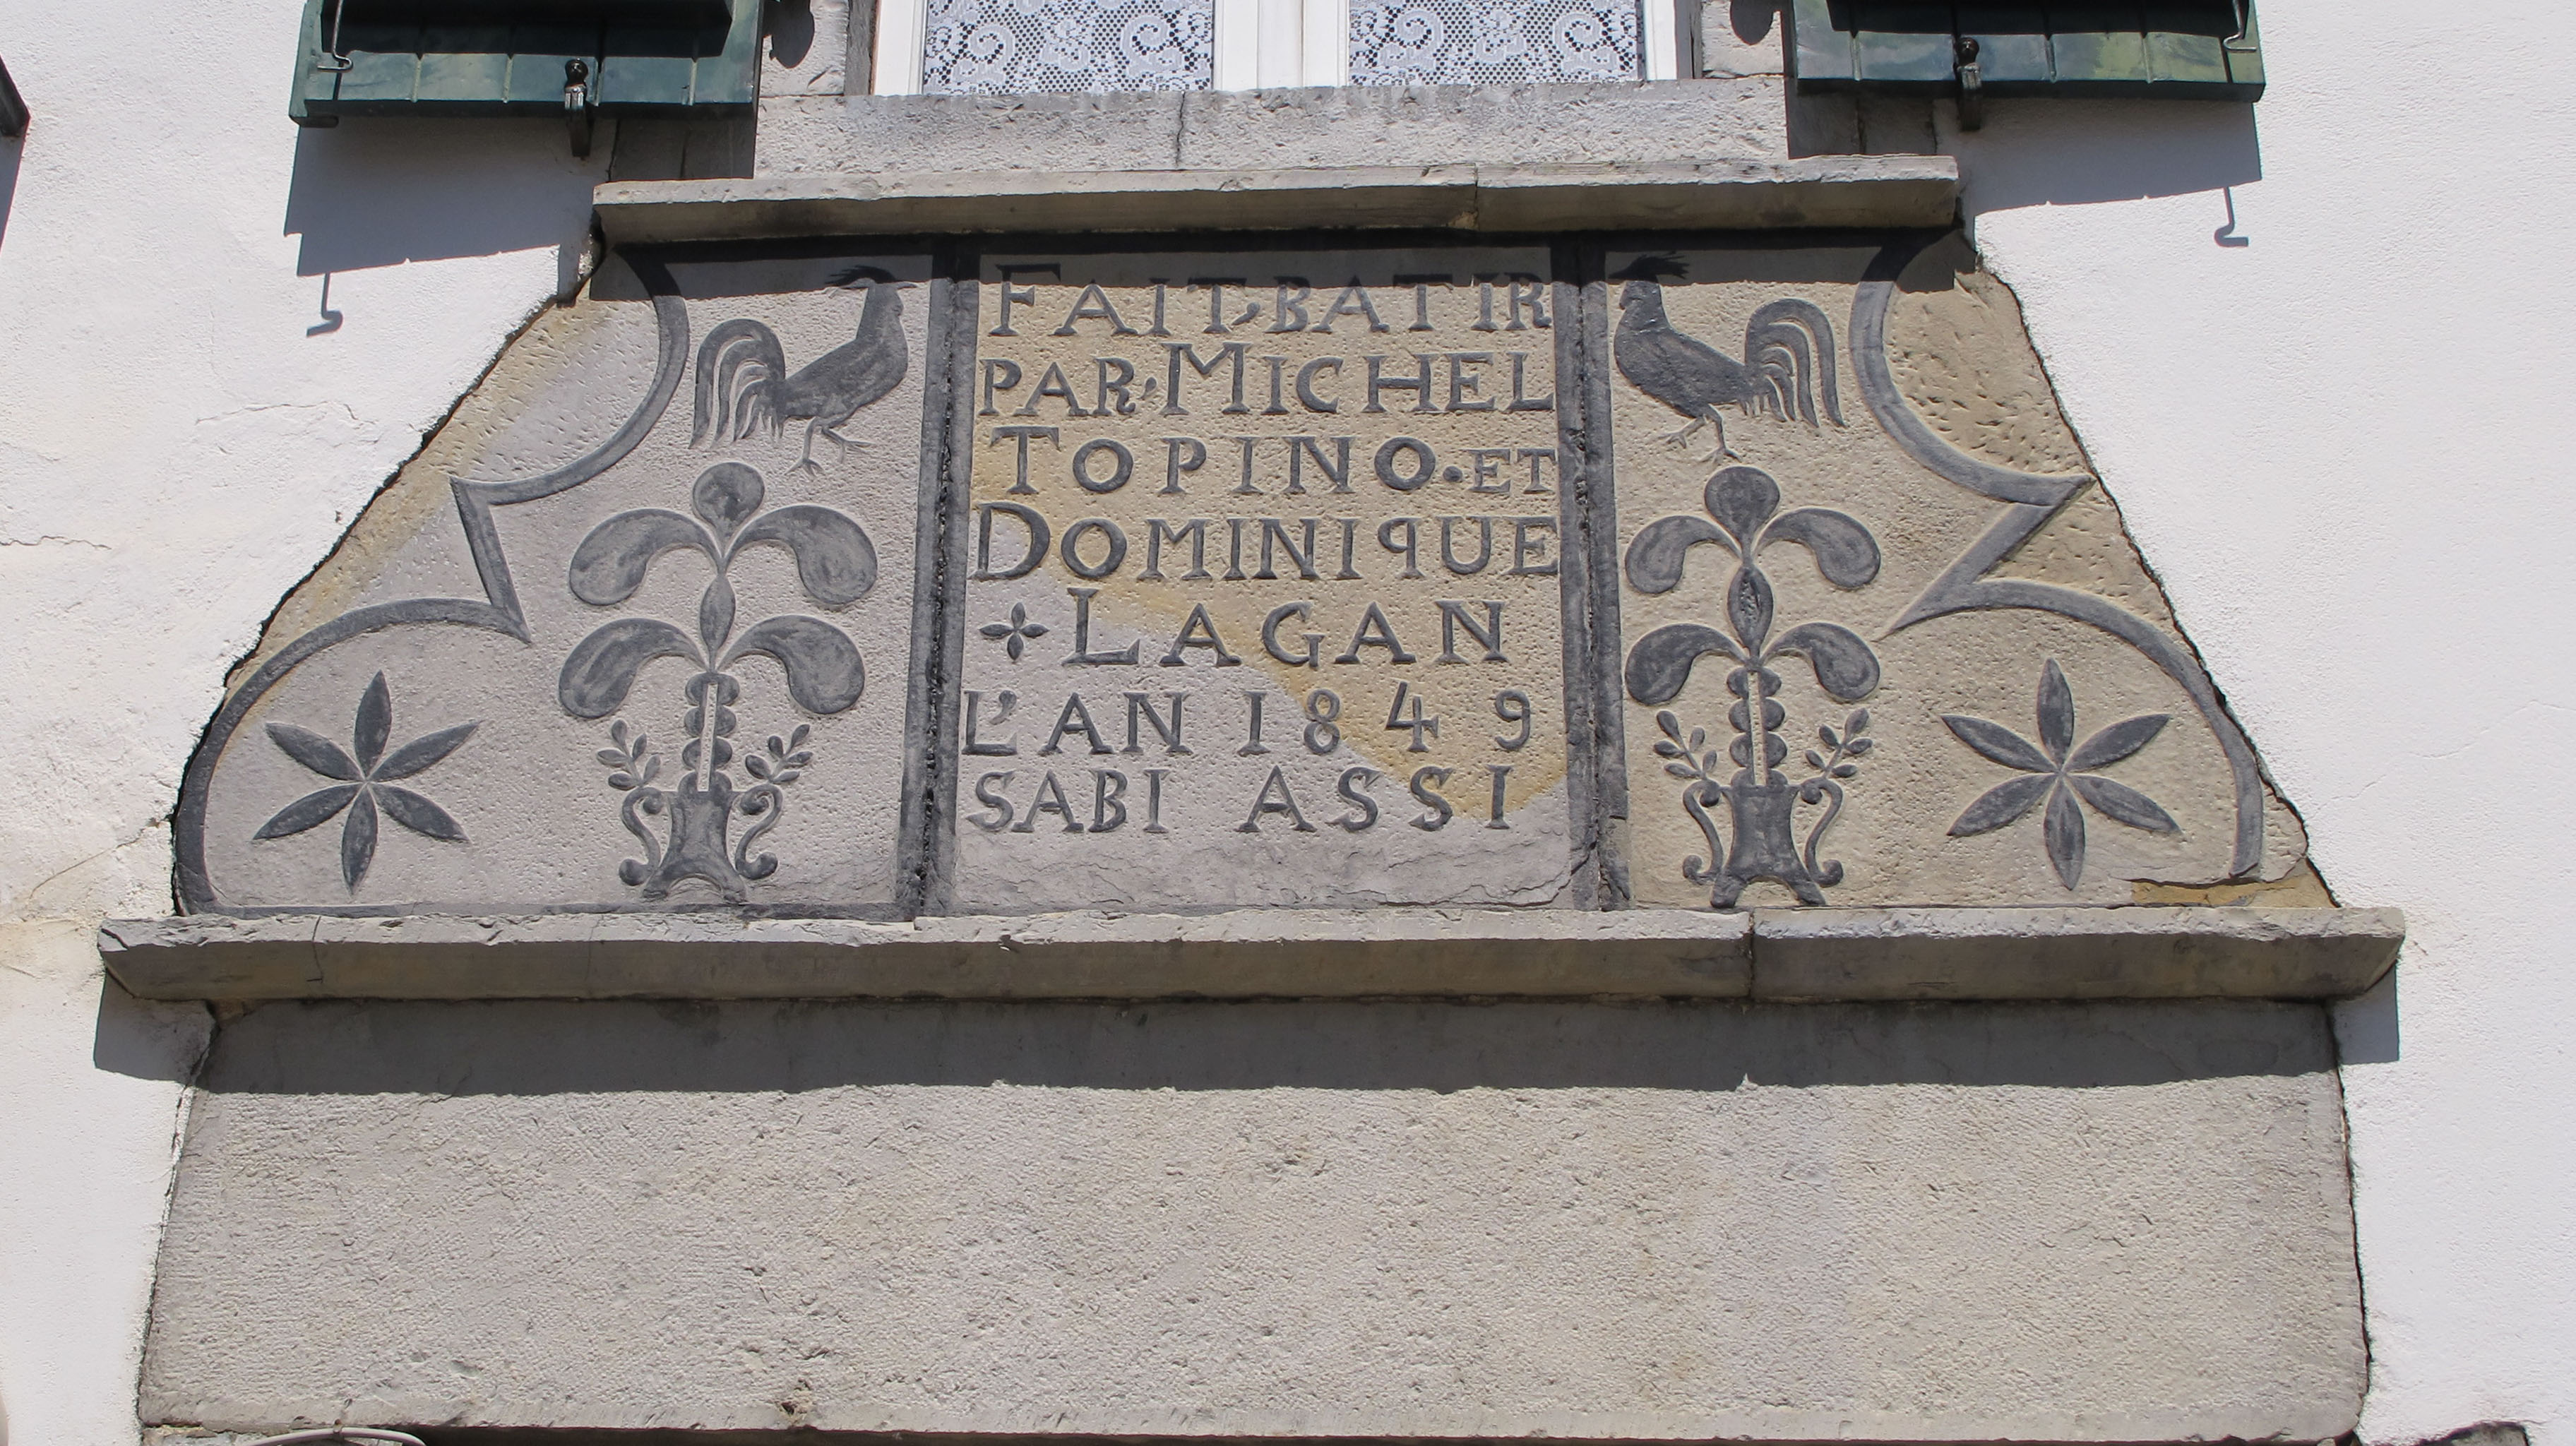 FAIT, BATIR
PAR, MICHEL
TOPINO. ET
DOMINIQUE
LAGAN
L'AN 1849
SABI ASSI